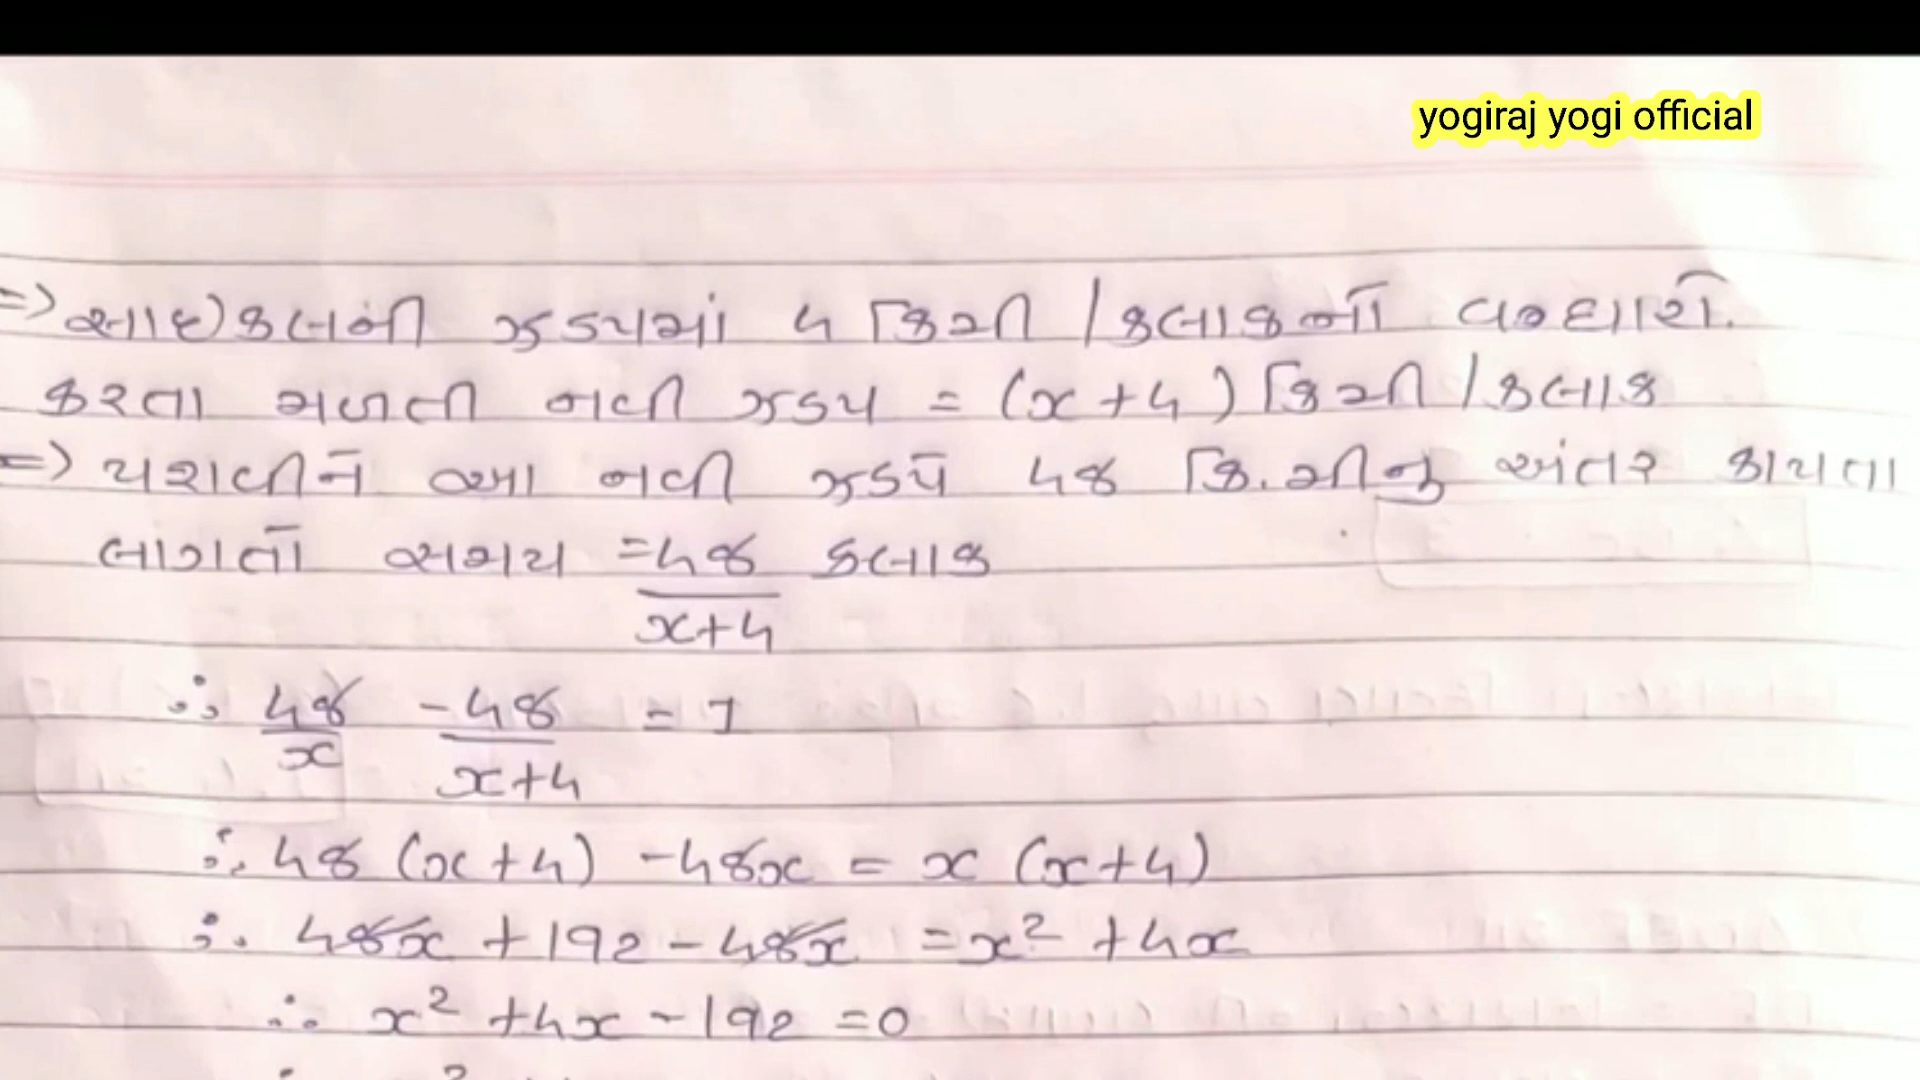 yogiraj yogi official
=> સાઇકલની ઝડપમાં 4 કિમી/કલાકનો વધારો
કરતા મળતી નવી ઝડપ = (x+4) કિમી/કલાક
=> યશતીને આ નવી ઝડપે 48 કિ.મીનું અંતર કાપતા
લાગતો સમય = 48/x+4 કલાક
∴ 48/x - 48/x+4 = 1
∴ 48 (x+4) - 48x = x (x+4)
∴ 48x + 192 - 48x = x² + 4x
∴ x² + 4x - 192 = 0